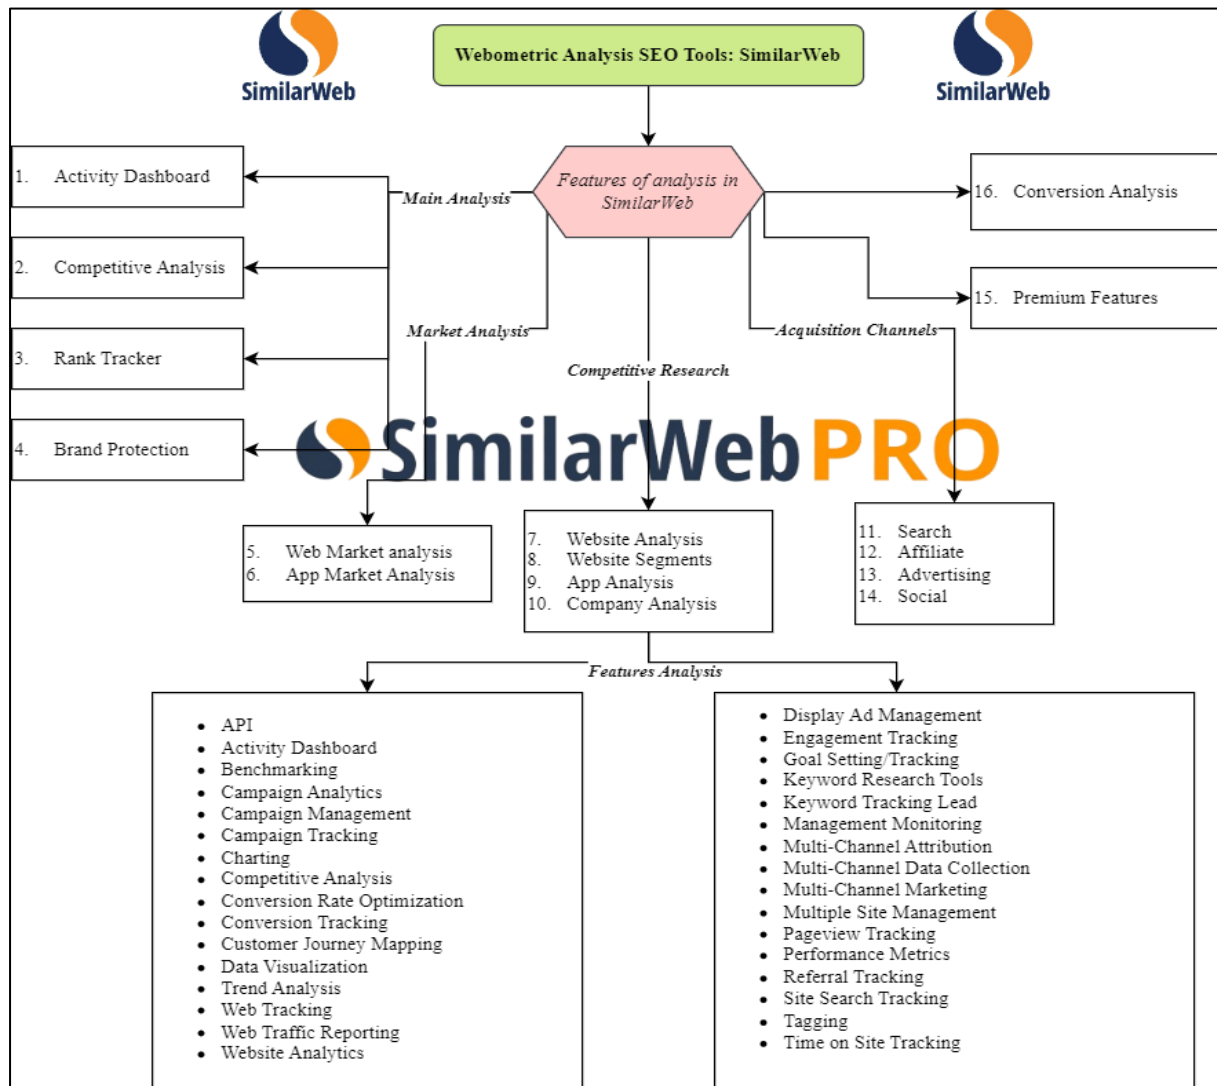 SimilarWeb
Webometric Analysis SEO Tools: SimilarWeb
SimilarWeb
Features of analysis in
SimilarWeb
Main Analysis
1. Activity Dashboard
2. Competitive Analysis
3. Rank Tracker
4. Brand Protection
16. Conversion Analysis
15. Premium Features
Market Analysis
Acquisition Channels
Competitive Research
SimilarWebPRO
5. Web Market analysis
6. App Market Analysis
7. Website Analysis
8. Website Segments
9. App Analysis
10. Company Analysis
11. Search
12. Affiliate
13. Advertising
14. Social
Features Analysis
• API
• Activity Dashboard
• Benchmarking
• Campaign Analytics
• Campaign Management
• Campaign Tracking
• Charting
• Competitive Analysis
• Conversion Rate Optimization
• Conversion Tracking
• Customer Journey Mapping
• Data Visualization
• Trend Analysis
• Web Tracking
• Web Traffic Reporting
• Website Analytics
• Display Ad Management
• Engagement Tracking
• Goal Setting/Tracking
• Keyword Research Tools
• Keyword Tracking Lead
• Management Monitoring
• Multi-Channel Attribution
• Multi-Channel Data Collection
• Multi-Channel Marketing
• Multiple Site Management
• Pageview Tracking
• Performance Metrics
• Referral Tracking
• Site Search Tracking
• Tagging
• Time on Site Tracking